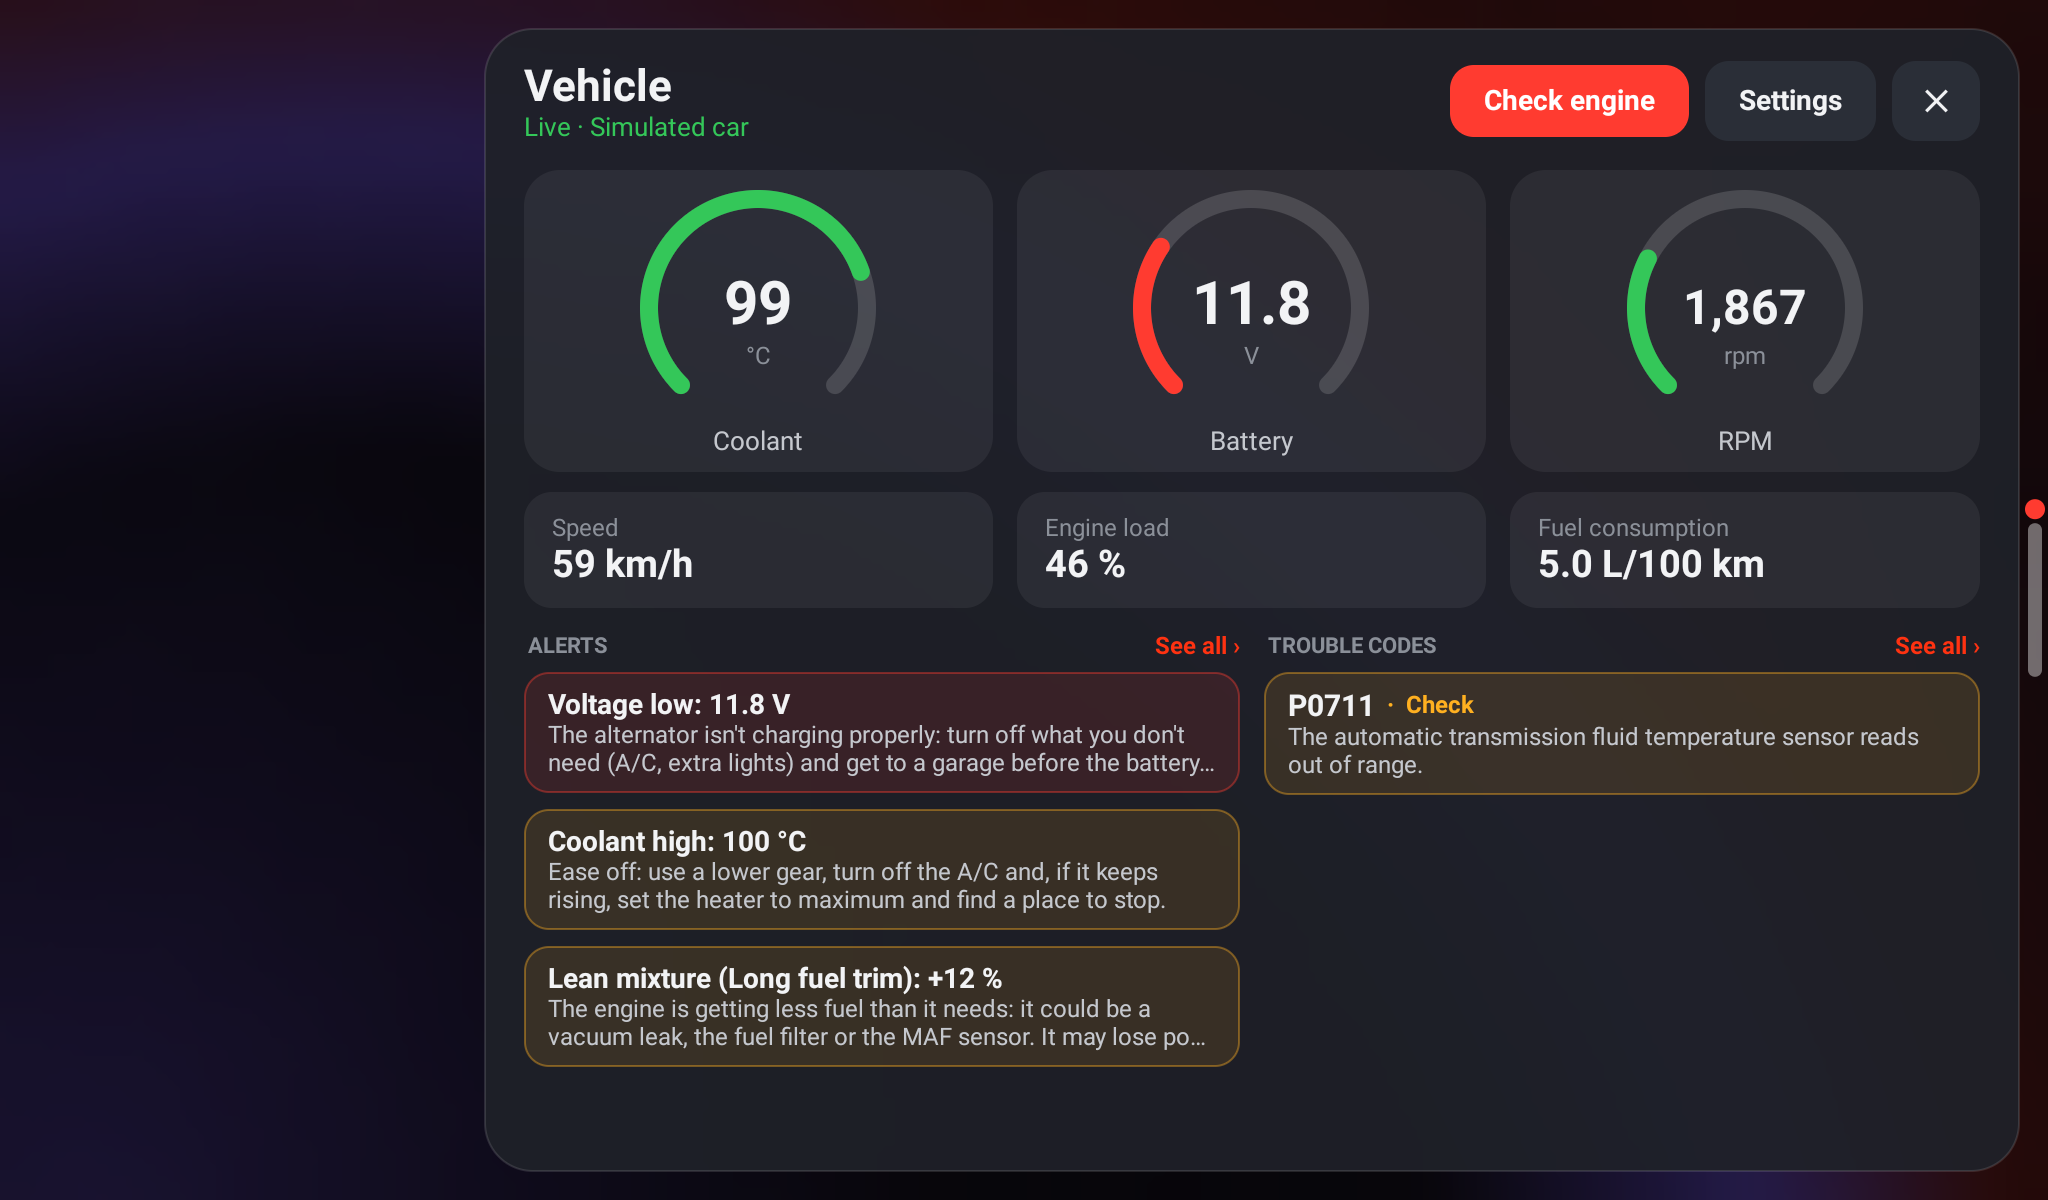 Vehicle
Live · Simulated car
Check engine
Settings
99
°C
Coolant
11.8
V
Battery
1,867
rpm
RPM
Speed
59 km/h
Engine load
46 %
Fuel consumption
5.0 L/100 km
ALERTS
See all ›
Voltage low: 11.8 V
The alternator isn't charging properly: turn off what you don't
need (A/C, extra lights) and get to a garage before the battery...
Coolant high: 100 °C
Ease off: use a lower gear, turn off the A/C and, if it keeps
rising, set the heater to maximum and find a place to stop.
Lean mixture (Long fuel trim): +12 %
The engine is getting less fuel than it needs: it could be a
vacuum leak, the fuel filter or the MAF sensor. It may lose po...
TROUBLE CODES
See all ›
P0711 · Check
The automatic transmission fluid temperature sensor reads
out of range.